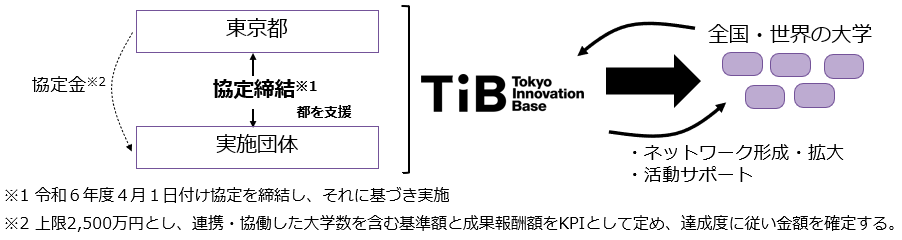 東京都
全国・世界の大学
協定金※2
協定締結※1
都を支援
TiB Tokyo
Innovation
Base
実施団体
・ネットワーク形成・拡大
・活動サポート
※1 令和６年度４月１日付け協定を締結し、それに基づき実施
※2 上限2,500万円とし、連携・協働した大学数を含む基準額と成果報酬額をKPIとして定め、達成度に従い金額を確定する。